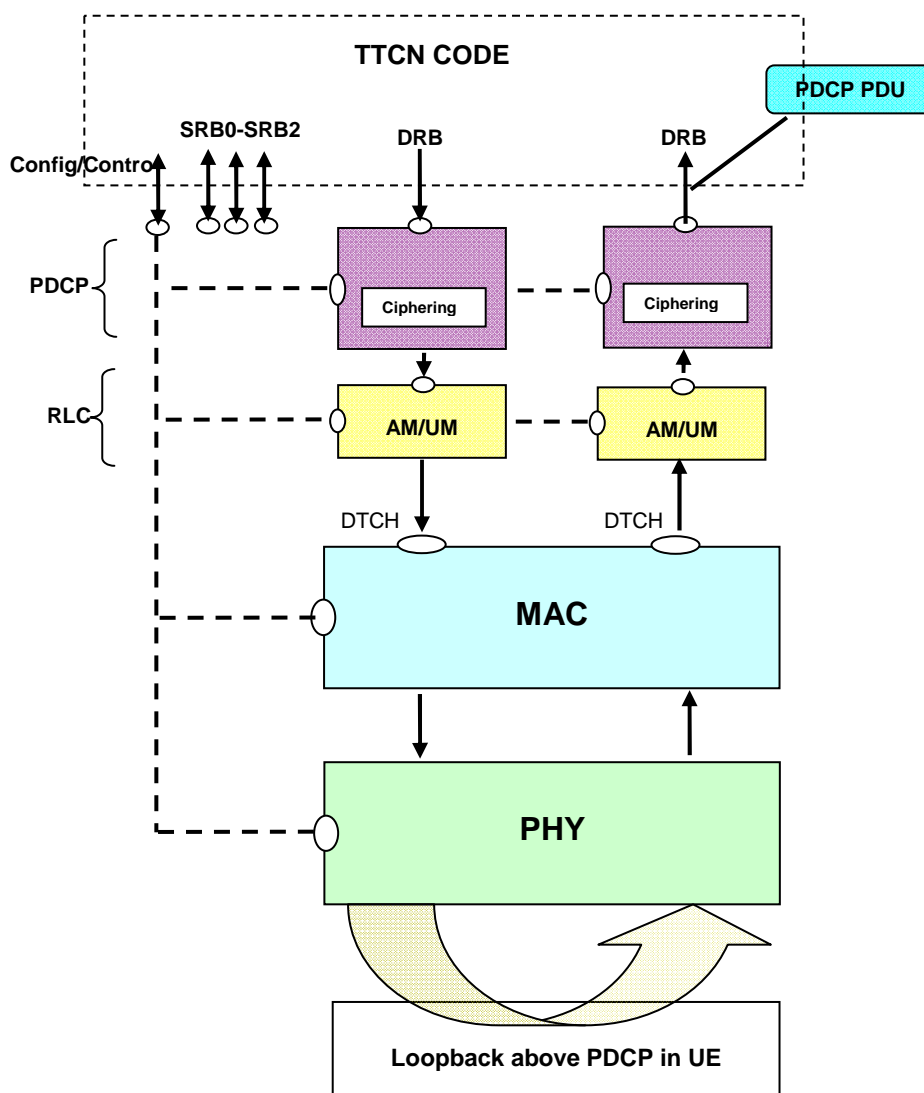 TTCN CODE
PDCP PDU
SRB0-SRB2
DRB
DRB
Config/Contro
PDCP
Ciphering
Ciphering
RLC
AM/UM
AM/UM
DTCH
DTCH
MAC
PHY
Loopback above PDCP in UE